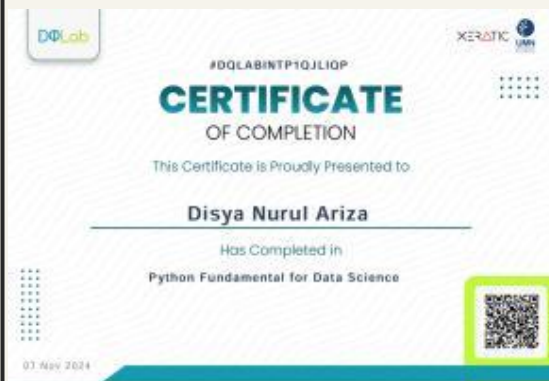 DQLab
XERATIC
UMN
#DQLABINTP1QJLIQP
CERTIFICATE
OF COMPLETION
This Certificate is Proudly Presented to
Disya Nurul Ariza
Has Completed in
Python Fundamental for Data Science
07 Nov 2024